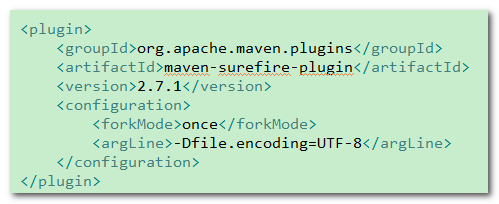 <plugin>
    <groupId>org.apache.maven.plugins</groupId>
    <artifactId>maven-surefire-plugin</artifactId>
    <version>2.7.1</version>
    <configuration>
        <forkMode>once</forkMode>
        <argLine>-Dfile.encoding=UTF-8</argLine>
    </configuration>
</plugin>